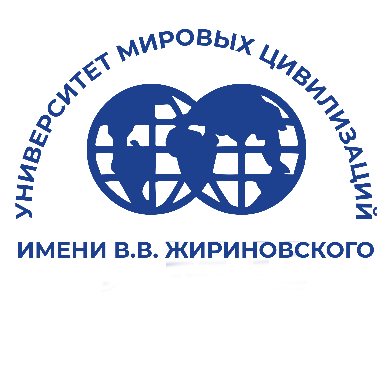 УНИВЕРСИТЕТ МИРОВЫХ ЦИВИЛИЗАЦИЙ
ИМЕНИ В.В. ЖИРИНОВСКОГО